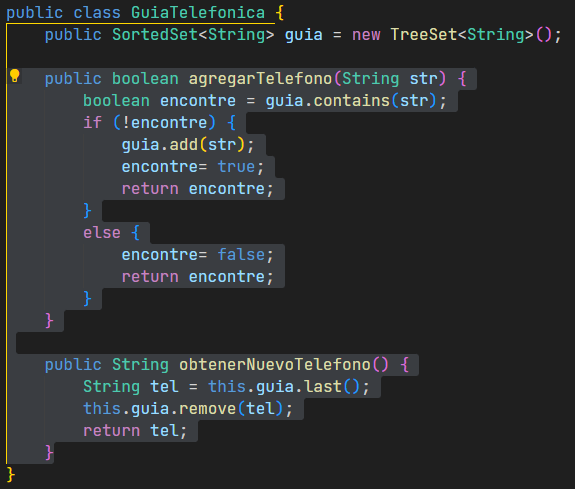 public class GuiaTelefonica {
    public SortedSet<String> guia = new TreeSet<String>();

    public boolean agregarTelefono(String str) {
        boolean encontre = guia.contains(str);
        if (!encontre) {
            guia.add(str);
            encontre= true;
            return encontre;
        }
        else {
            encontre= false;
            return encontre;
        }
    }

    public String obtenerNuevoTelefono() {
        String tel = this.guia.last();
        this.guia.remove(tel);
        return tel;
    }
}